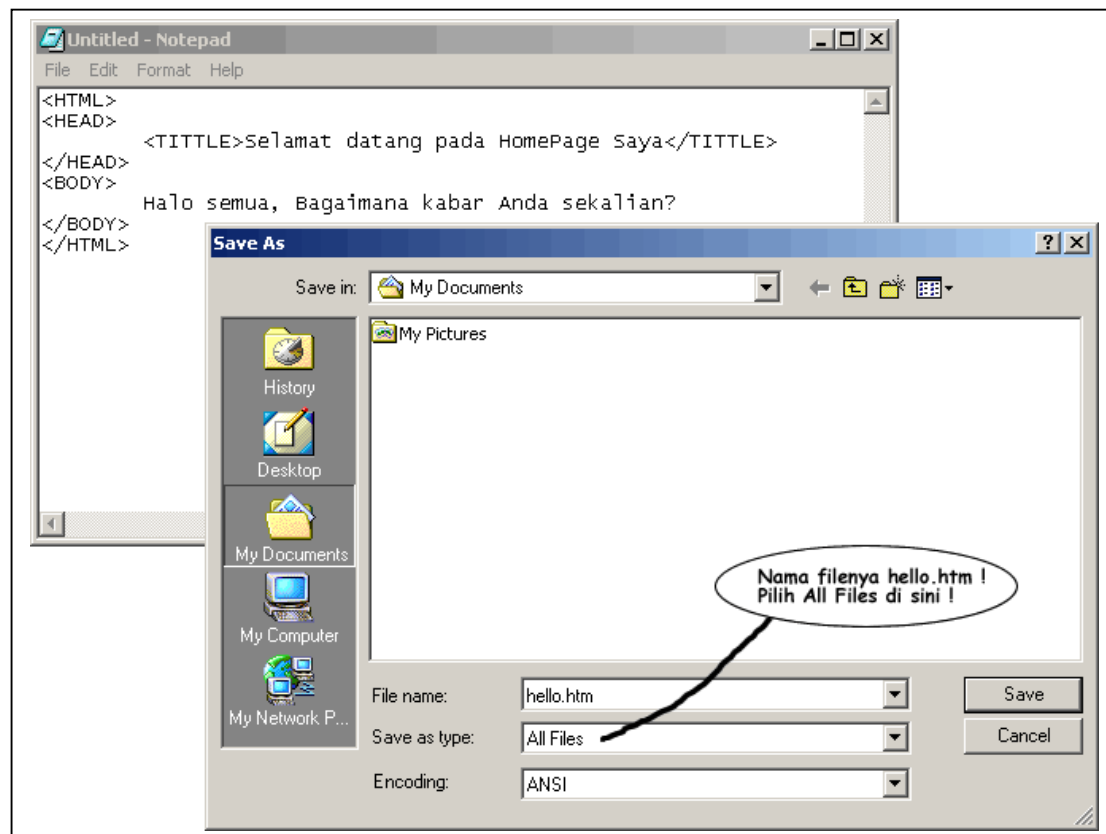 Untitled - Notepad
File Edit Format Help
<HTML>
<HEAD>
<TITTLE>Selamat datang pada HomePage Saya</TITTLE>
</HEAD>
<BODY>
Halo semua, Bagaimana kabar Anda sekalian?
</BODY>
</HTML>
Save As
Save in: My Documents
My Pictures
History
Desktop
My Documents
My Computer
My Network P...
Nama filenya hello.htm !
Pilih All Files di sini !
File name: hello.htm Save
Save as type: All Files Cancel
Encoding: ANSI